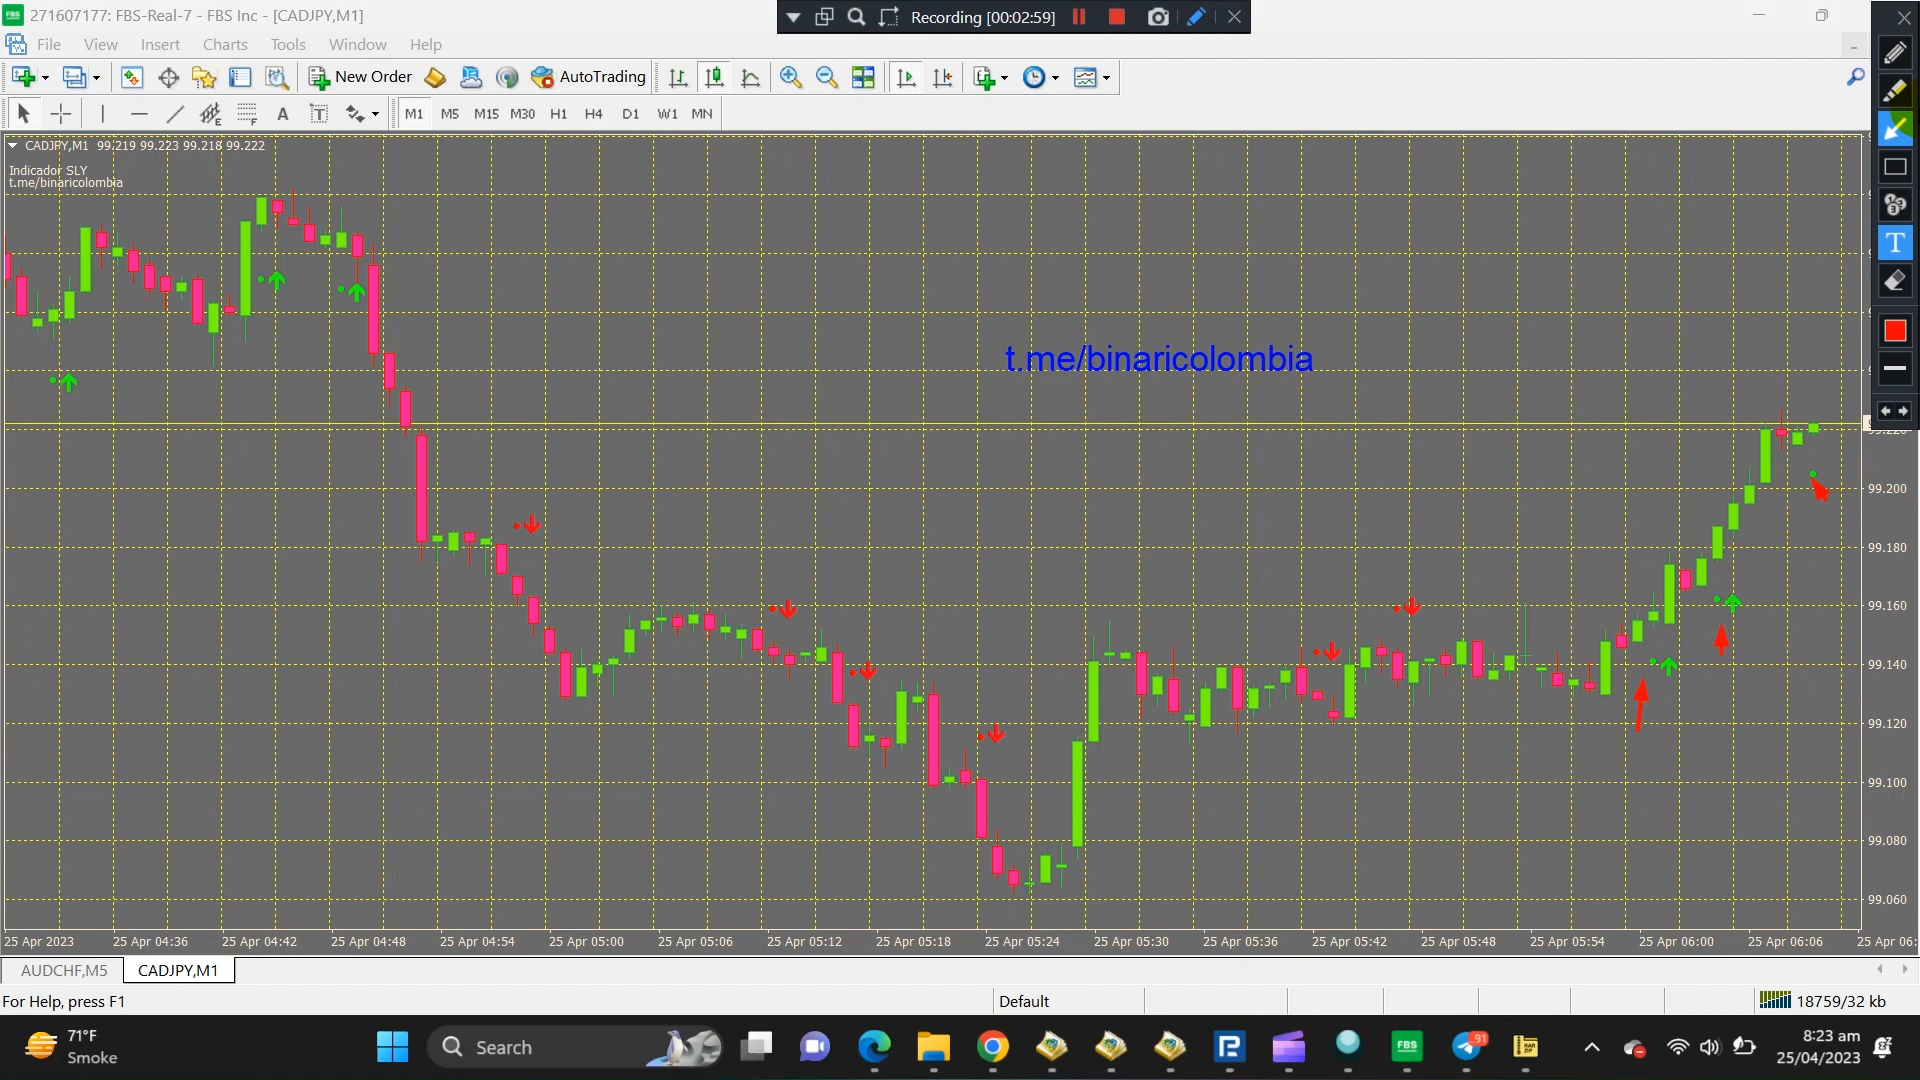 271607177: FBS-Real-7 - FBS Inc - [CADJPY,M1]
Recording [00:02:59]
File View Insert Charts Tools Window Help
New Order AutoTrading
A T
M1 M5 M15 M30 H1 H4 D1 W1 MN
CADJPY,M1 99.219 99.223 99.218 99.222
Indicador SLY
t.me/binaricolombia
t.me/binaricolombia
99.200
99.180
99.160
99.140
99.120
99.100
99.080
99.060
25 Apr 2023 25 Apr 04:36 25 Apr 04:42 25 Apr 04:48 25 Apr 04:54 25 Apr 05:00 25 Apr 05:06 25 Apr 05:12 25 Apr 05:18 25 Apr 05:24 25 Apr 05:30 25 Apr 05:36 25 Apr 05:42 25 Apr 05:48 25 Apr 05:54 25 Apr 06:00 25 Apr 06:06 25 Apr 06:
AUDCHF,M5 CADJPY,M1
For Help, press F1 Default 18759/32 kb
71°F
Smoke
Search
FBS
91
8:23 am
25/04/2023